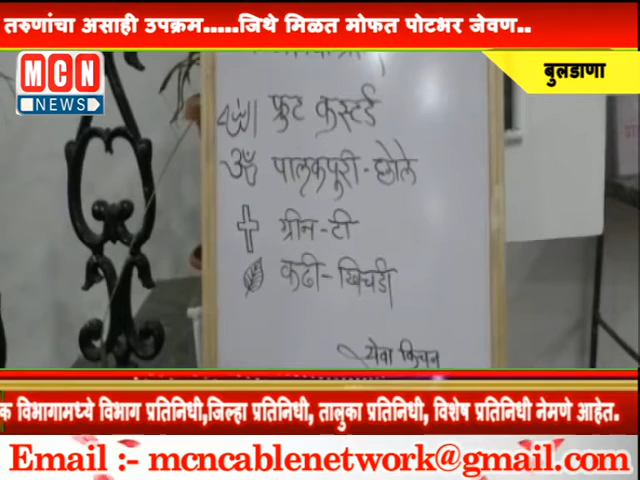 तरुणांचा असाही उपक्रम.....जिथे मिळत मोफत पोटभर जेवण..
MCN
NEWS
बुलडाणा
फ्रुट कस्टर्ड
ॐ पालकपुरी-छोले
ग्रीन-टी
कढी-खिचडी
सेवा किचन
क विभागामध्ये विभाग प्रतिनिधी,जिल्हा प्रतिनिधी, तालुका प्रतिनिधी, विशेष प्रतिनिधी नेमणे आहेत.
Email :- mcncablenetwork@gmail.com